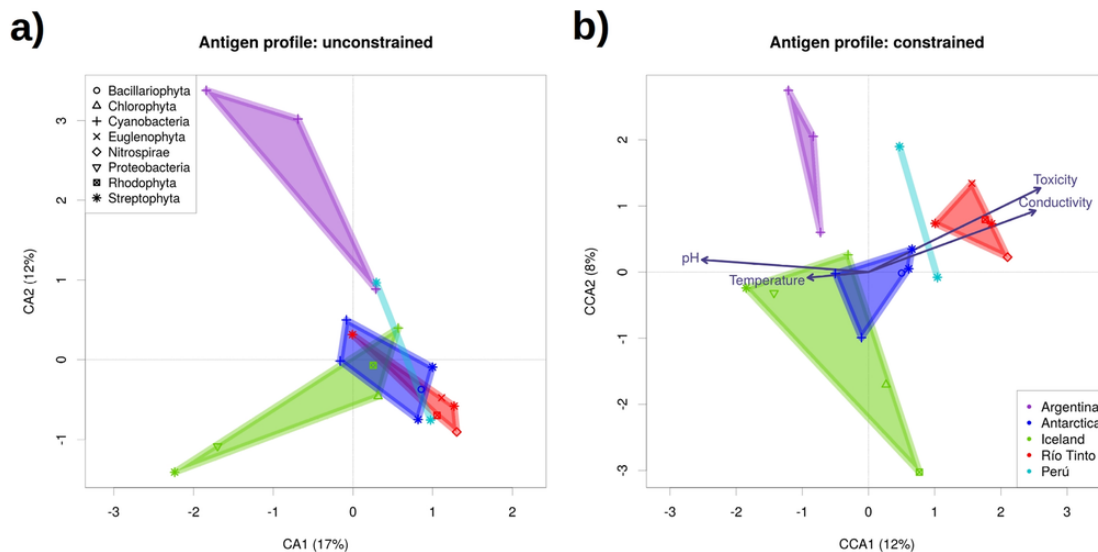 a)
Antigen profile: unconstrained
Bacillariophyta
Chlorophyta
Cyanobacteria
Euglenophyta
Nitrospirae
Proteobacteria
Rhodophyta
Streptophyta
CA2 (12%)
3
2
1
0
-1
-3
-2
-1
0
1
2
CA1 (17%)
b)
Antigen profile: constrained
Toxicity
Conductivity
pH
Temperature
Argentina
Antarctica
Iceland
Río Tinto
Perú
CCA2 (8%)
2
1
0
-1
-2
-3
-3
-2
-1
0
1
2
3
CCA1 (12%)